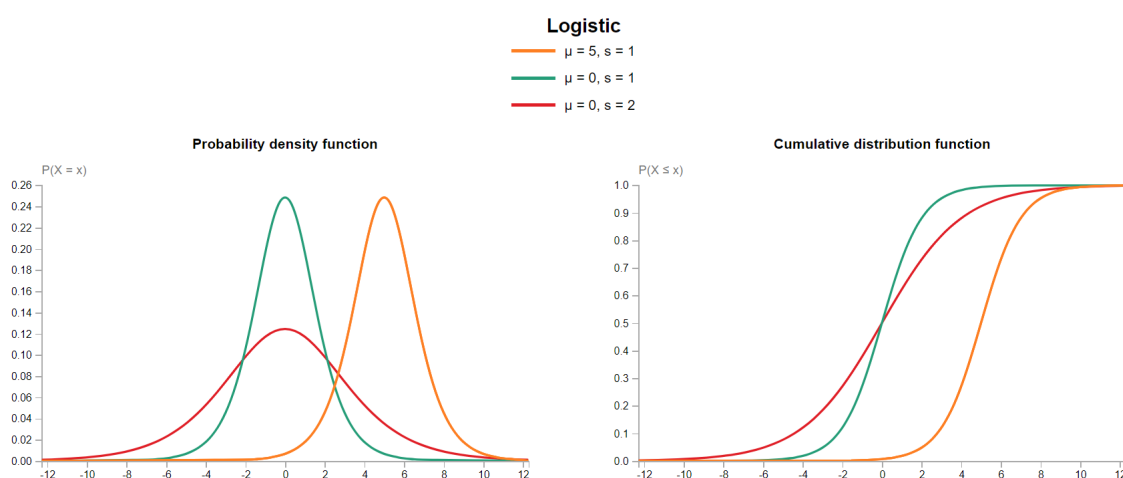 Logistic
μ = 5, s = 1
μ = 0, s = 1
μ = 0, s = 2
Probability density function
P(X = x)
0.26
0.24
0.22
0.20
0.18
0.16
0.14
0.12
0.10
0.08
0.06
0.04
0.02
0.00
-12 -10 -8 -6 -4 -2 0 2 4 6 8 10 12
Cumulative distribution function
P(X ≤ x)
1.0
0.9
0.8
0.7
0.6
0.5
0.4
0.3
0.2
0.1
0.0
-12 -10 -8 -6 -4 -2 0 2 4 6 8 10 12